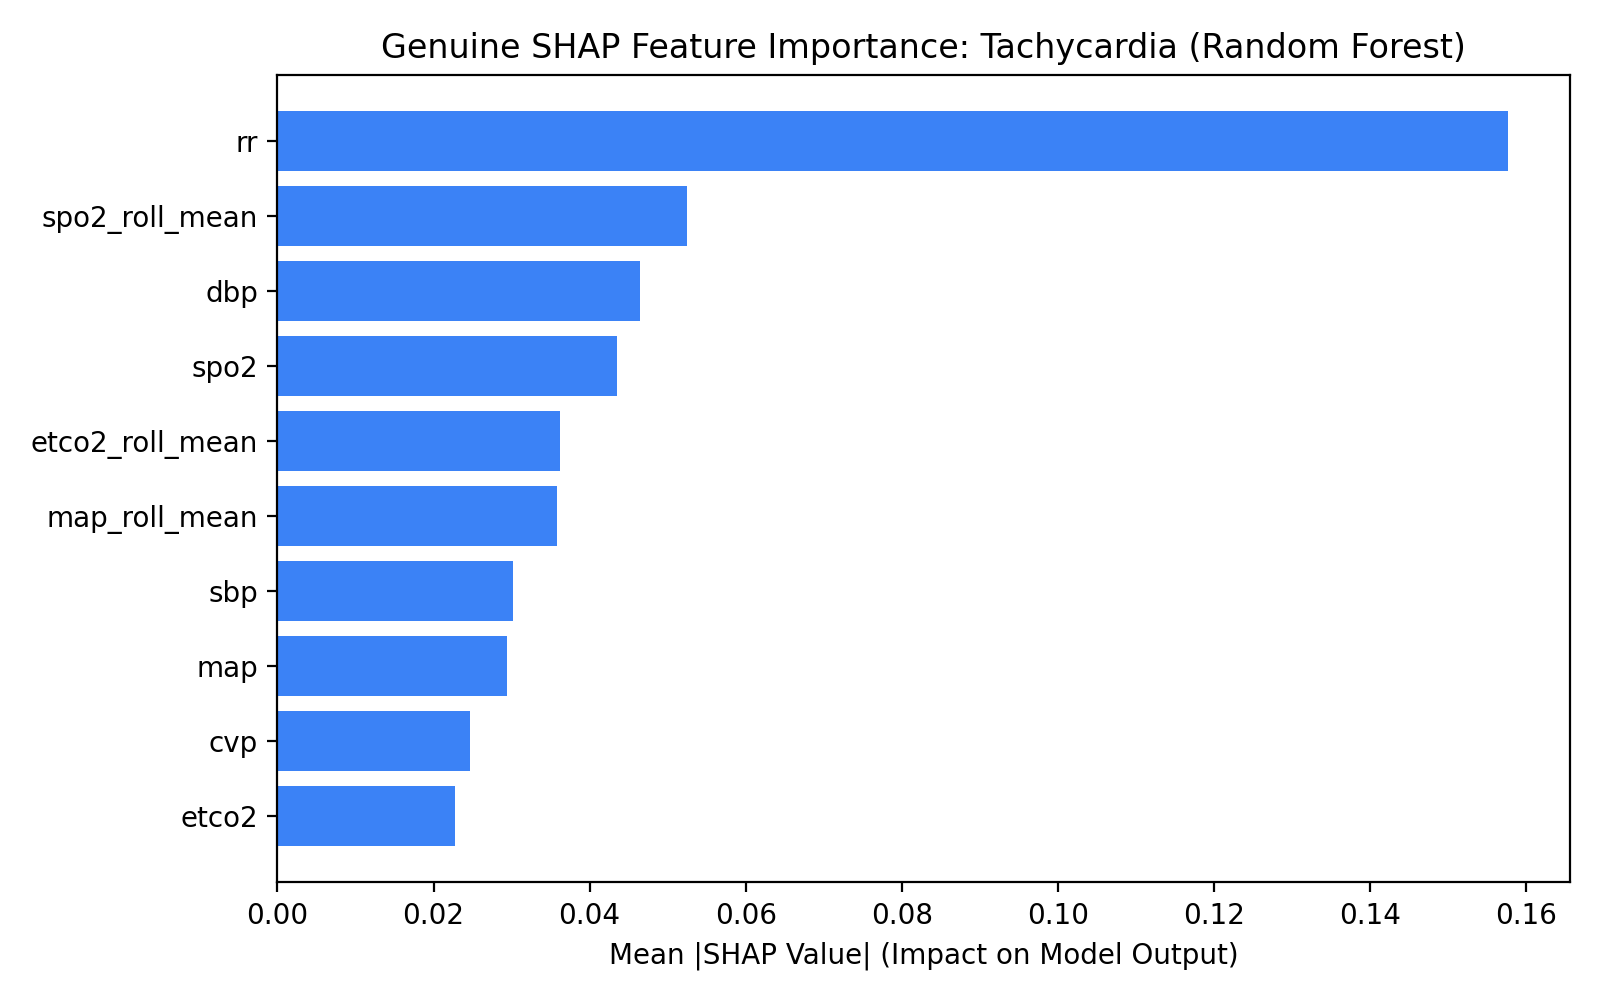 Genuine SHAP Feature Importance: Tachycardia (Random Forest)
rr
spo2_roll_mean
dbp
spo2
etco2_roll_mean
map_roll_mean
sbp
map
cvp
etco2
0.00 0.02 0.04 0.06 0.08 0.10 0.12 0.14 0.16
Mean |SHAP Value| (Impact on Model Output)